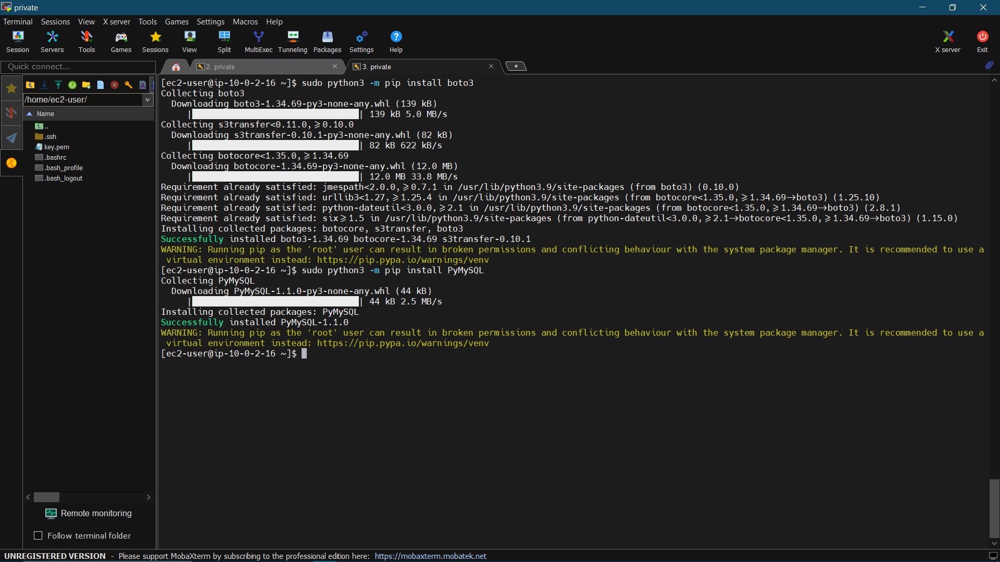 private
Terminal Sessions View X server Tools Games Settings Macros Help
Session Servers Tools Games Sessions View Split MultiExec Tunneling Packages Settings Help X server Exit
Quick connect...
2. private
3. private
/home/ec2-user/
Name
..
.ssh
key.pem
.bashrc
.bash_profile
.bash_logout
[ec2-user@ip-10-0-2-16 ~]$ sudo python3 -m pip install boto3
Collecting boto3
  Downloading boto3-1.34.69-py3-none-any.whl (139 kB)
     |████████████████████████████████| 139 kB 5.0 MB/s
Collecting s3transfer<0.11.0,>=0.10.0
  Downloading s3transfer-0.10.1-py3-none-any.whl (82 kB)
     |████████████████████████████████| 82 kB 622 kB/s
Collecting botocore<1.35.0,>=1.34.69
  Downloading botocore-1.34.69-py3-none-any.whl (12.0 MB)
     |████████████████████████████████| 12.0 MB 33.8 MB/s
Requirement already satisfied: jmespath<2.0.0,>=0.7.1 in /usr/lib/python3.9/site-packages (from boto3) (0.10.0)
Requirement already satisfied: urllib3<1.27,>=1.25.4 in /usr/lib/python3.9/site-packages (from botocore<1.35.0,>=1.34.69->boto3) (1.25.10)
Requirement already satisfied: python-dateutil<3.0.0,>=2.1 in /usr/lib/python3.9/site-packages (from botocore<1.35.0,>=1.34.69->boto3) (2.8.1)
Requirement already satisfied: six>=1.5 in /usr/lib/python3.9/site-packages (from python-dateutil<3.0.0,>=2.1->botocore<1.35.0,>=1.34.69->boto3) (1.15.0)
Installing collected packages: botocore, s3transfer, boto3
Successfully installed boto3-1.34.69 botocore-1.34.69 s3transfer-0.10.1
WARNING: Running pip as the 'root' user can result in broken permissions and conflicting behaviour with the system package manager. It is recommended to use a
 virtual environment instead: https://pip.pypa.io/warnings/venv
[ec2-user@ip-10-0-2-16 ~]$ sudo python3 -m pip install PyMySQL
Collecting PyMySQL
  Downloading PyMySQL-1.1.0-py3-none-any.whl (44 kB)
     |████████████████████████████████| 44 kB 2.5 MB/s
Installing collected packages: PyMySQL
Successfully installed PyMySQL-1.1.0
WARNING: Running pip as the 'root' user can result in broken permissions and conflicting behaviour with the system package manager. It is recommended to use a
 virtual environment instead: https://pip.pypa.io/warnings/venv
[ec2-user@ip-10-0-2-16 ~]$
Remote monitoring
Follow terminal folder
UNREGISTERED VERSION - Please support MobaXterm by subscribing to the professional edition here: https://mobaxterm.mobatek.net